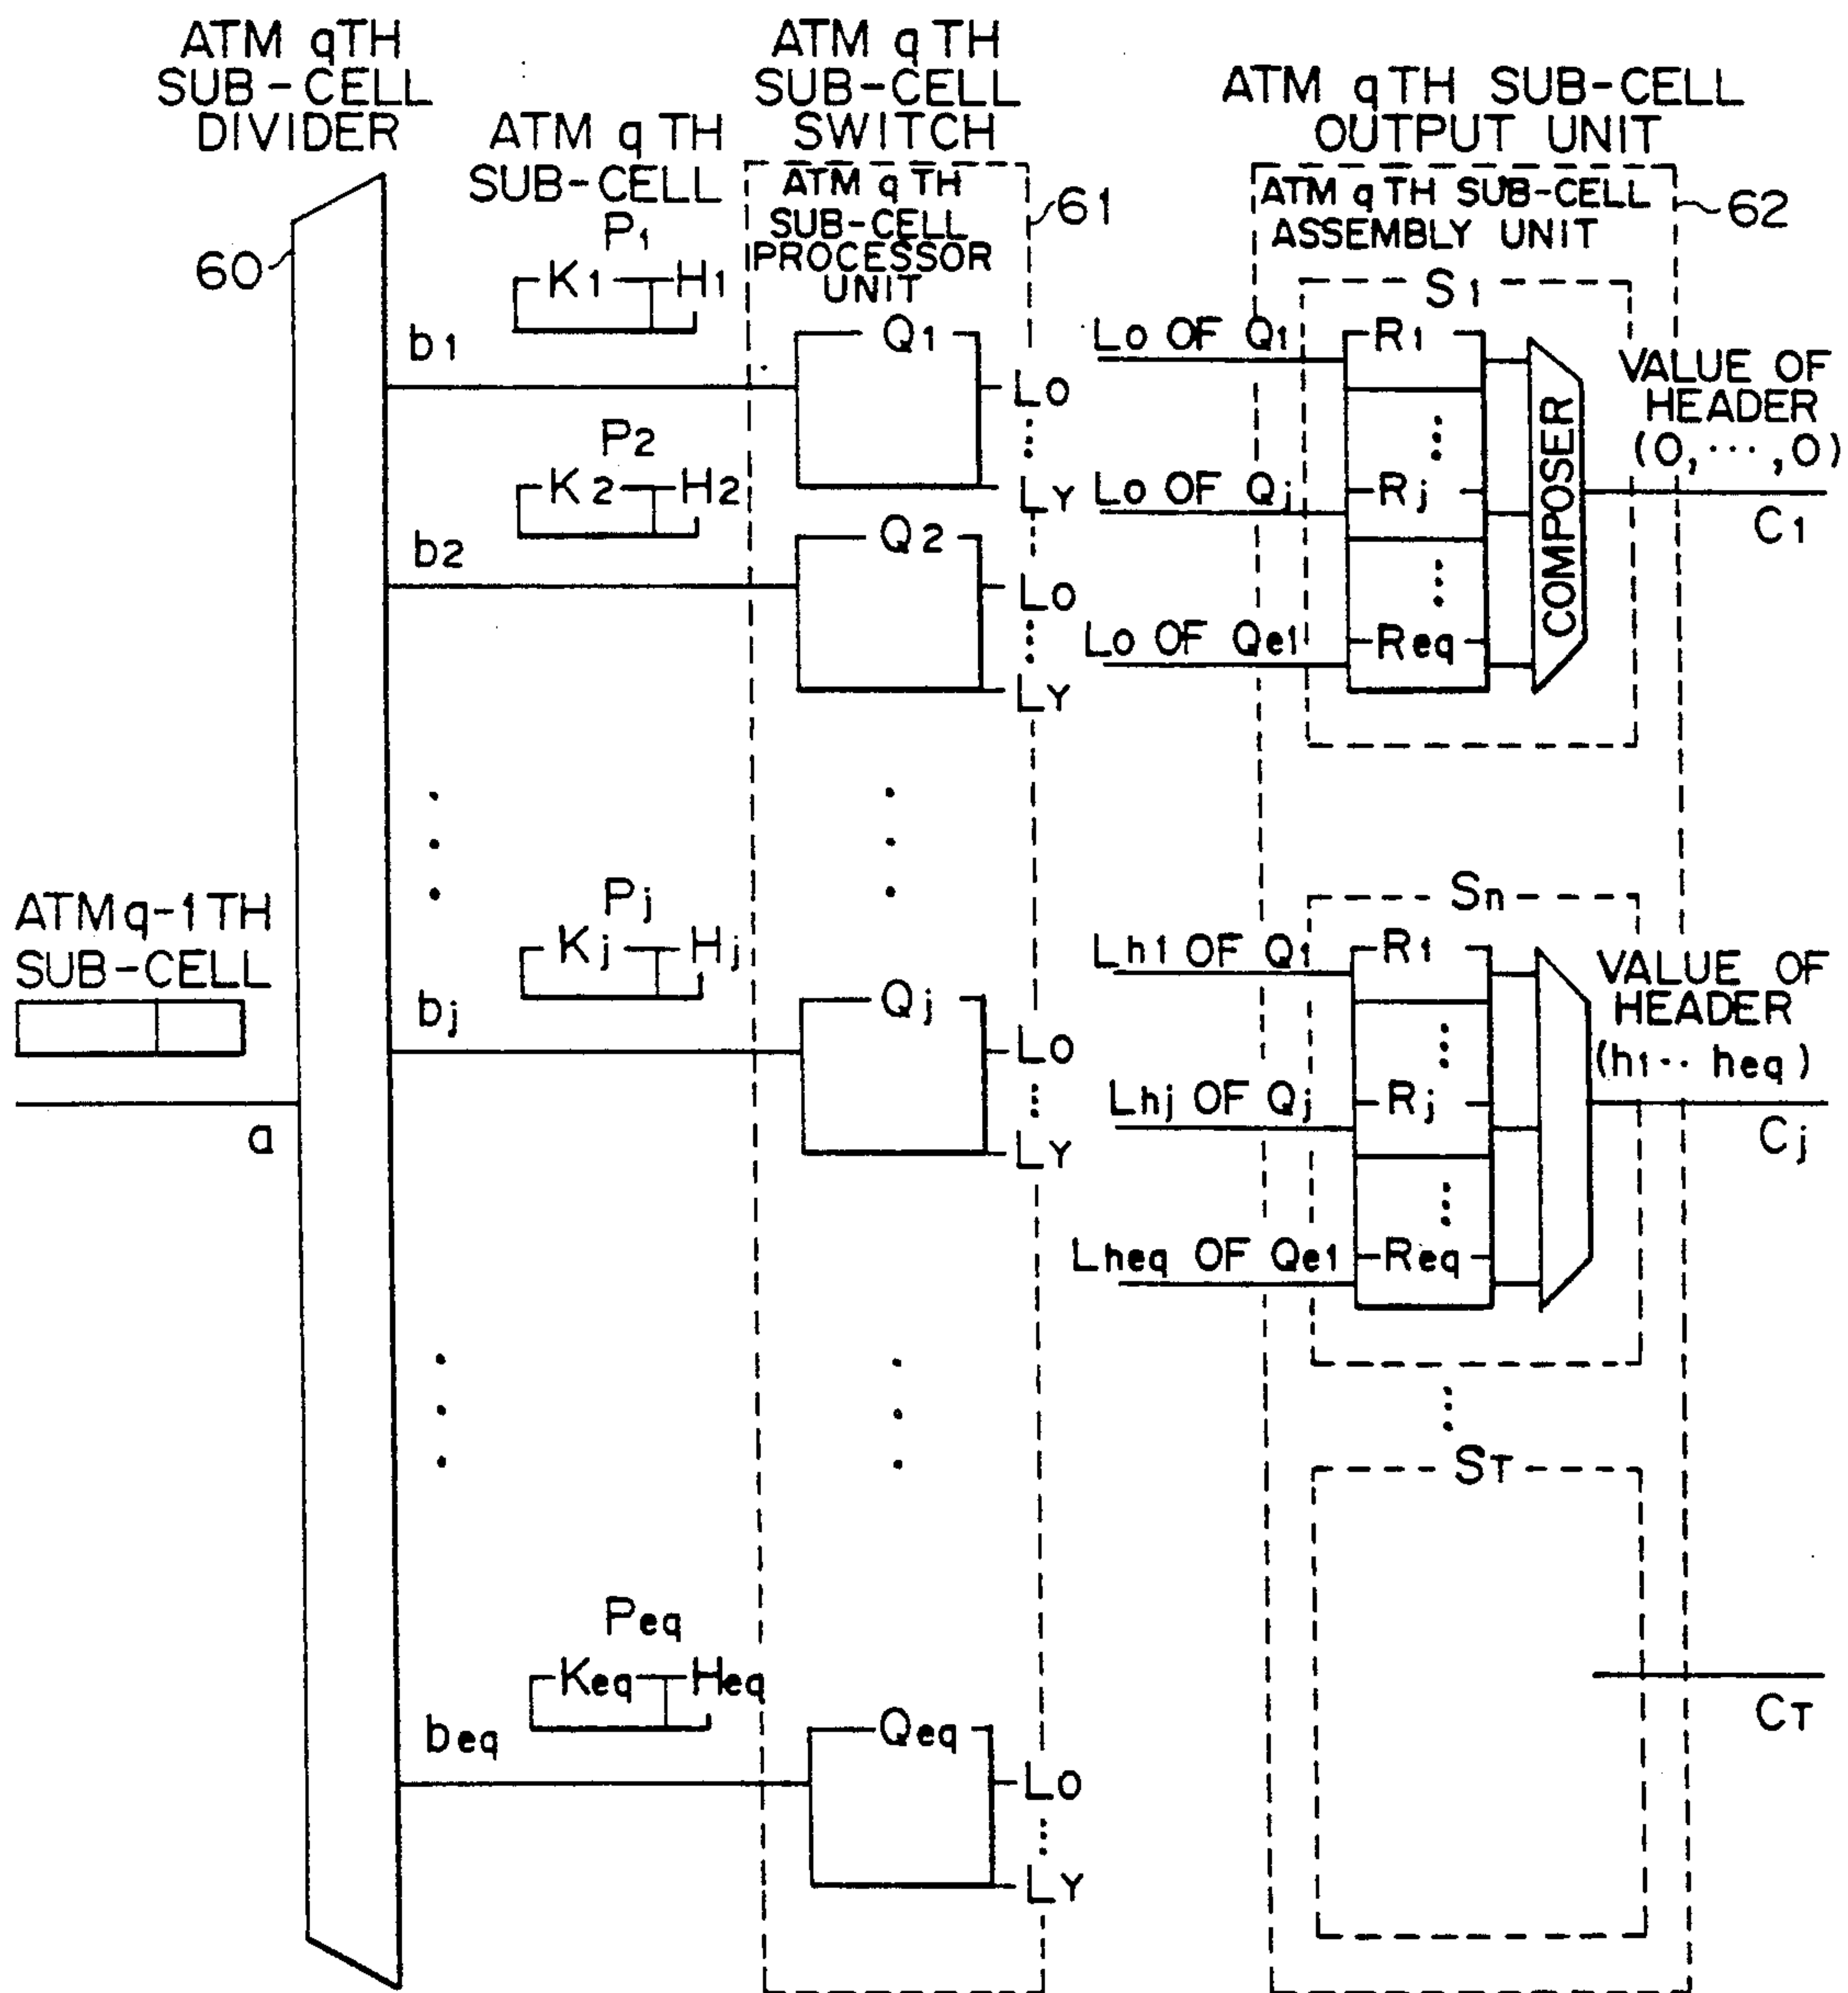 ATM qTH
SUB-CELL
DIVIDER
ATM qTH
SUB-CELL
P1
K1 H1
ATM qTH
SUB-CELL
SWITCH
ATM qTH
SUB-CELL
PROCESSOR
UNIT
ATM qTH SUB-CELL
OUTPUT UNIT
ATM qTH SUB-CELL
ASSEMBLY UNIT
60
61
62
b1
Q1
LO
LY
P2
K2 H2
b2
Q2
LO
LY
S1
Lo OF Q1
R1
Lo OF Qj
Rj
Lo OF Qe1
Req
COMPOSER
VALUE OF
HEADER
(0,···,0)
C1
ATM q-1TH
SUB-CELL
a
Pj
Kj Hj
bj
Qj
LO
LY
Sn
Lh1 OF Q1
R1
Lhj OF Qj
Rj
Lheq OF Qe1
Req
VALUE OF
HEADER
(h1·· heq)
Cj
ST
CT
Peq
Keq Heq
beq
Qeq
LO
LY